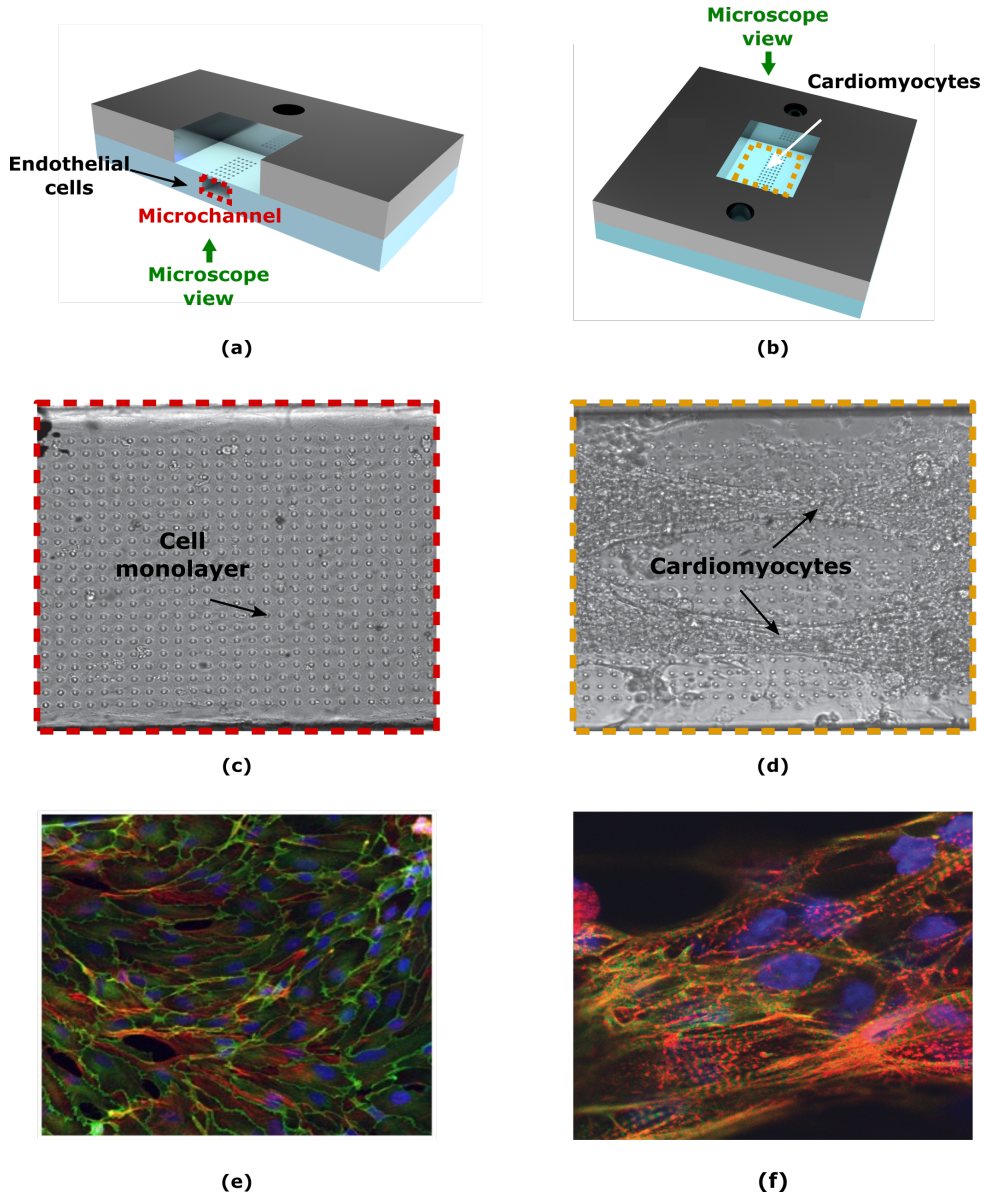 Microscope
view
Cardiomyocytes
Endothelial
cells
Microchannel
Microscope
view
(a)
(b)
Cell
monolayer
Cardiomyocytes
(c)
(d)
(e)
(f)